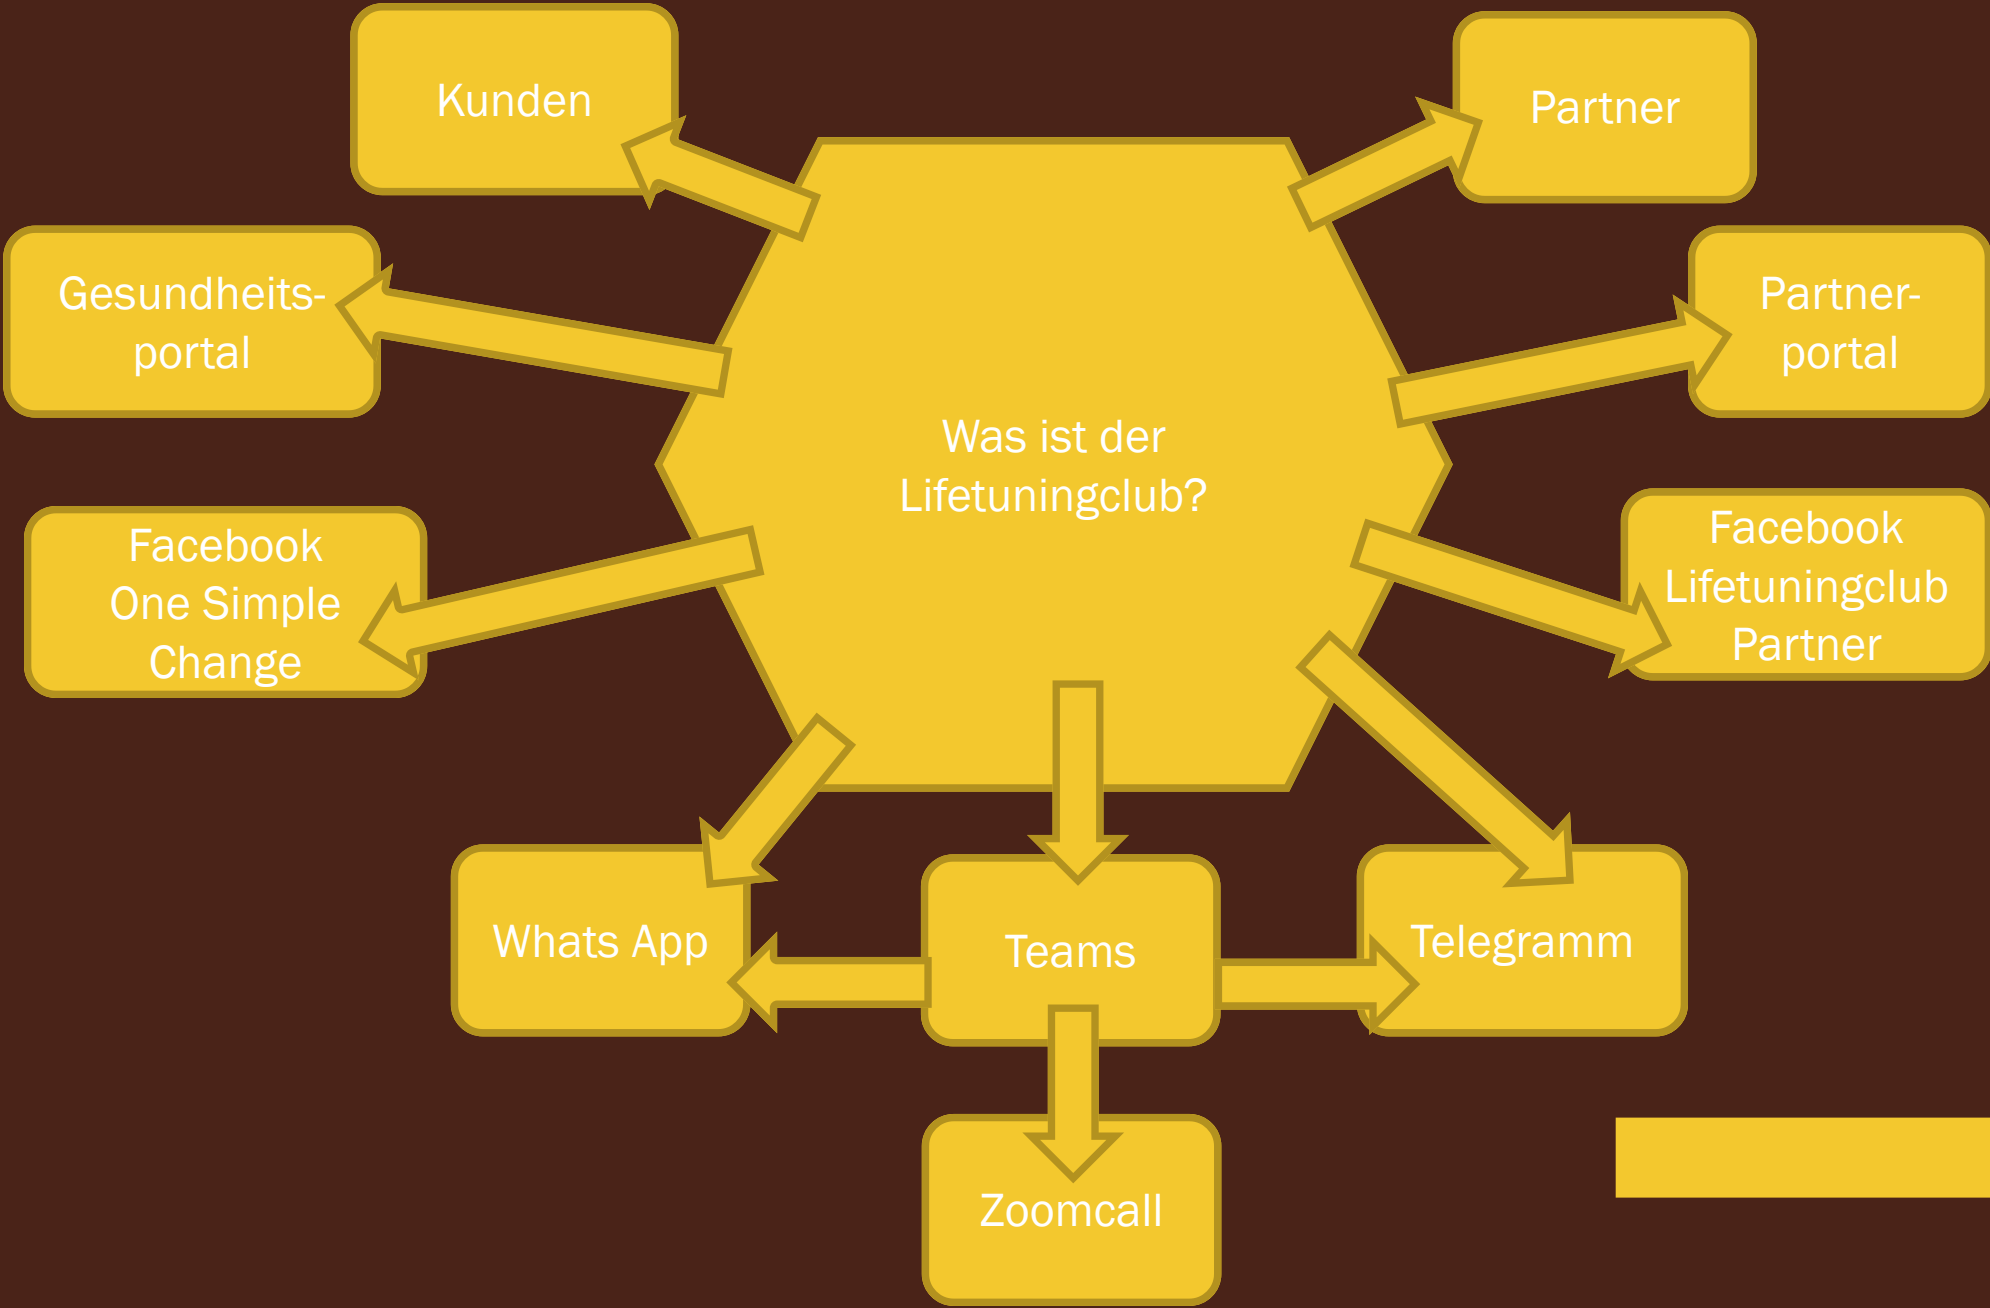 Kunden
Partner
Gesundheits-
portal
Partner-
portal
Was ist der
Lifetuningclub?
Facebook
One Simple
Change
Facebook
Lifetuningclub
Partner
Whats App
Teams
Telegramm
Zoomcall